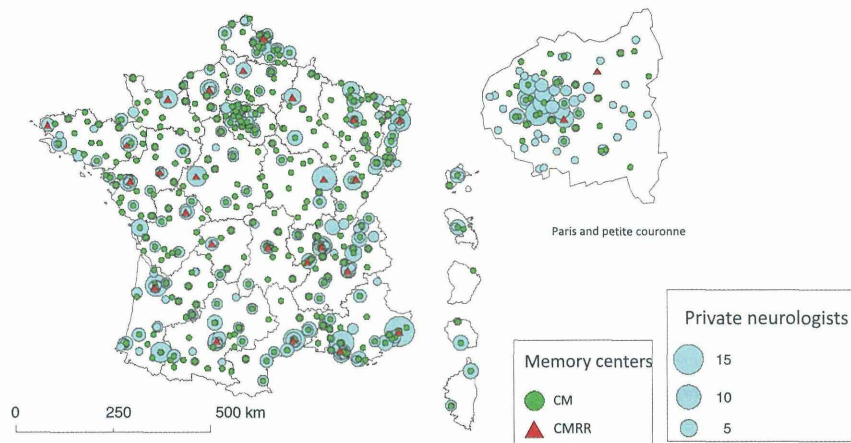 Paris and petite couronne
Private neurologists
15
10
5
Memory centers
CM
CMRR
0 250 500 km